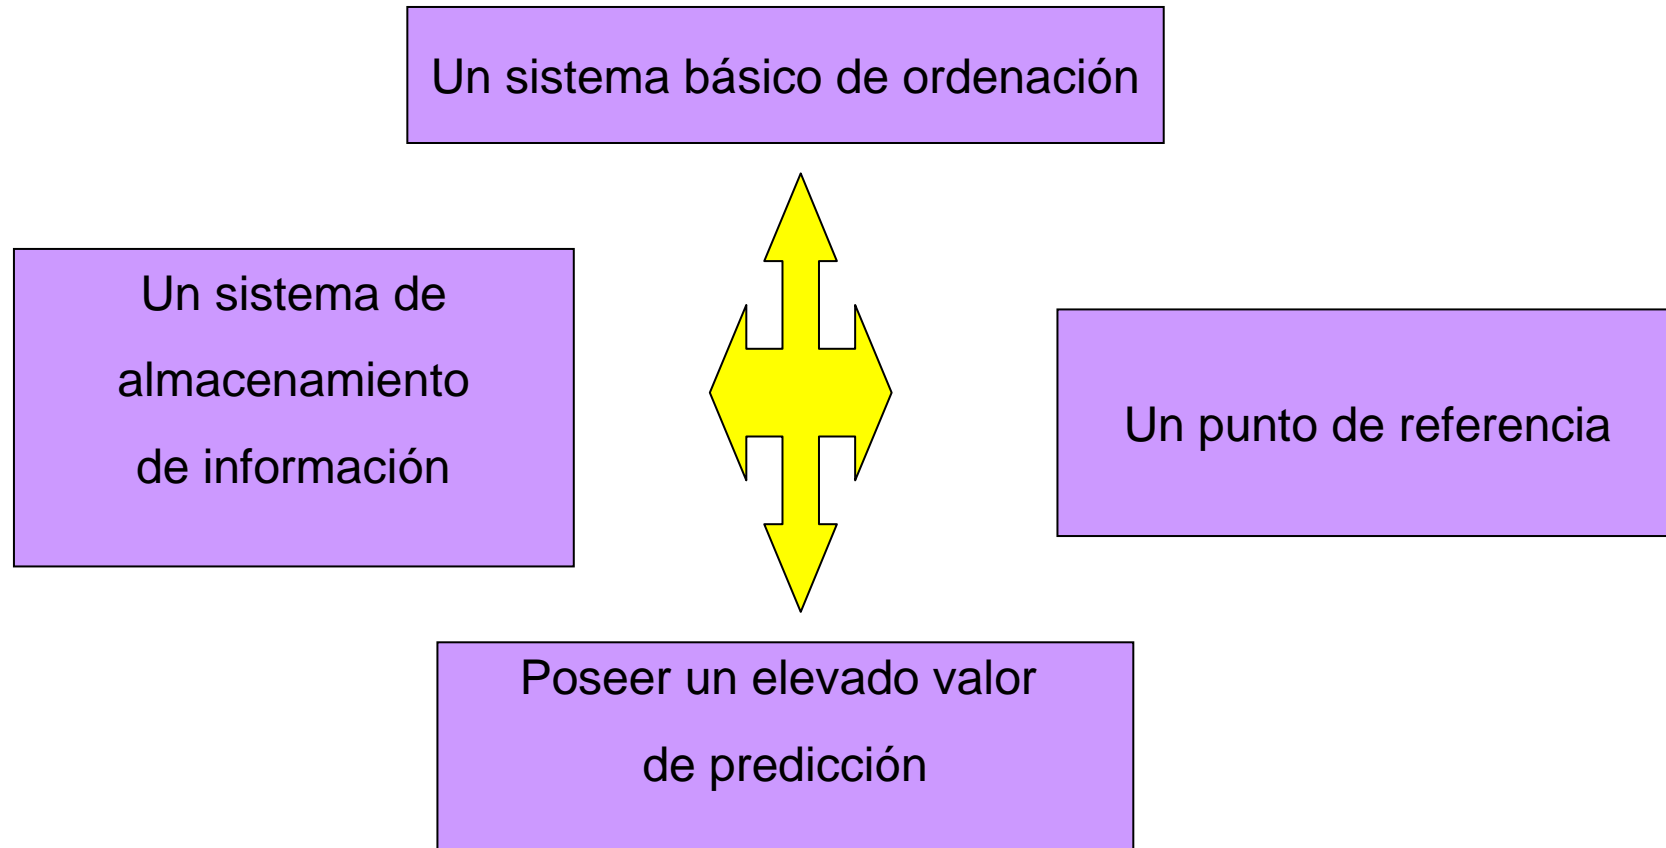 Un sistema básico de ordenación
Un sistema de
almacenamiento
de información
Un punto de referencia
Poseer un elevado valor
de predicción